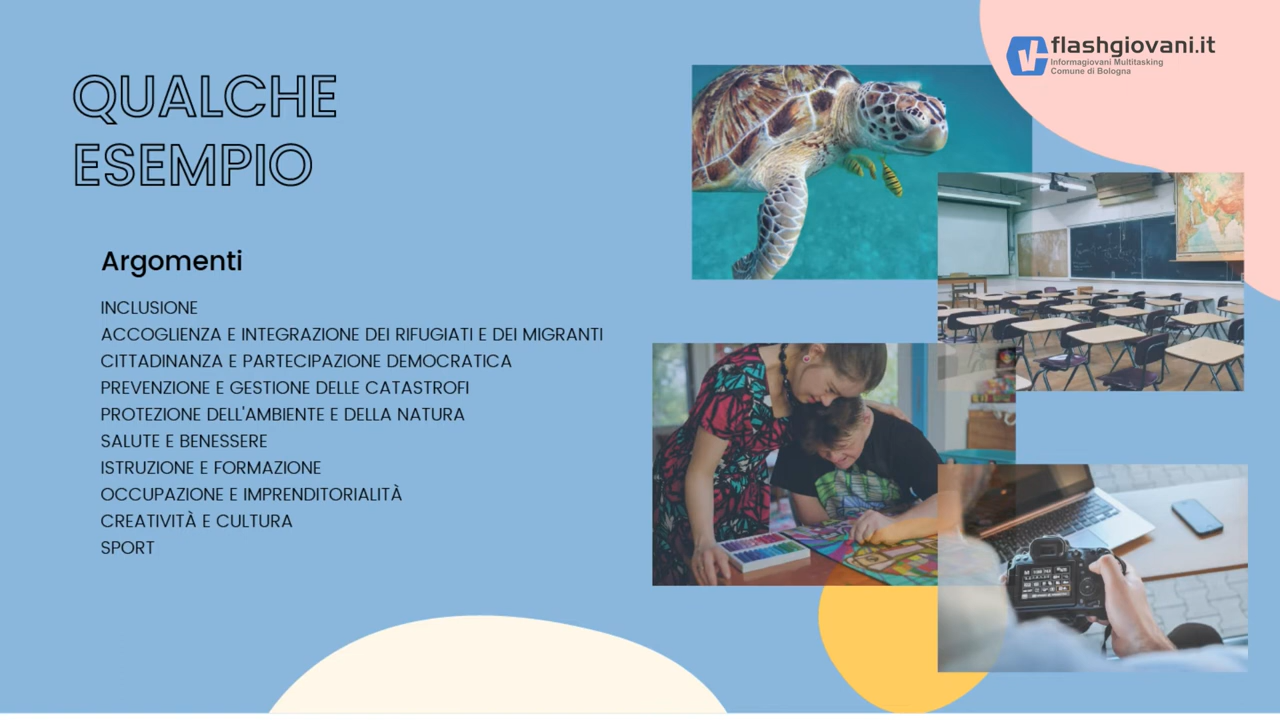 QUALCHE
ESEMPIO
Argomenti
INCLUSIONE
ACCOGLIENZA E INTEGRAZIONE DEI RIFUGIATI E DEI MIGRANTI
CITTADINANZA E PARTECIPAZIONE DEMOCRATICA
PREVENZIONE E GESTIONE DELLE CATASTROFI
PROTEZIONE DELL'AMBIENTE E DELLA NATURA
SALUTE E BENESSERE
ISTRUZIONE E FORMAZIONE
OCCUPAZIONE E IMPRENDITORIALITÀ
CREATIVITÀ E CULTURA
SPORT
flashgiovani.it
Informagiovani Multitasking
Comune di Bologna